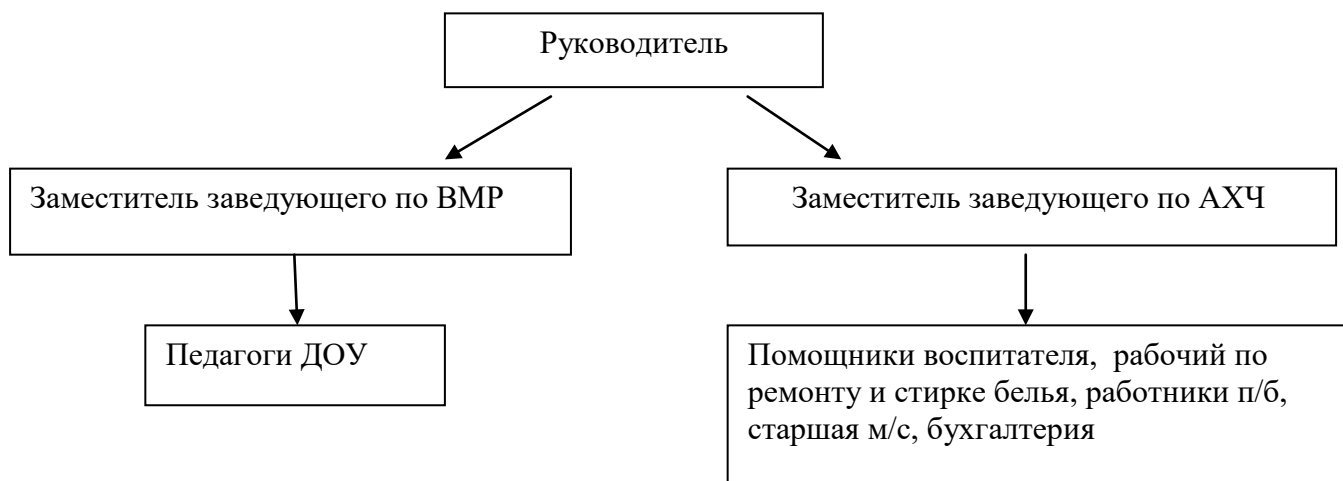 Руководитель
Заместитель заведующего по ВМР
Заместитель заведующего по АХЧ
Педагоги ДОУ
Помощники воспитателя, рабочий по
ремонту и стирке белья, работники п/б,
старшая м/с, бухгалтерия